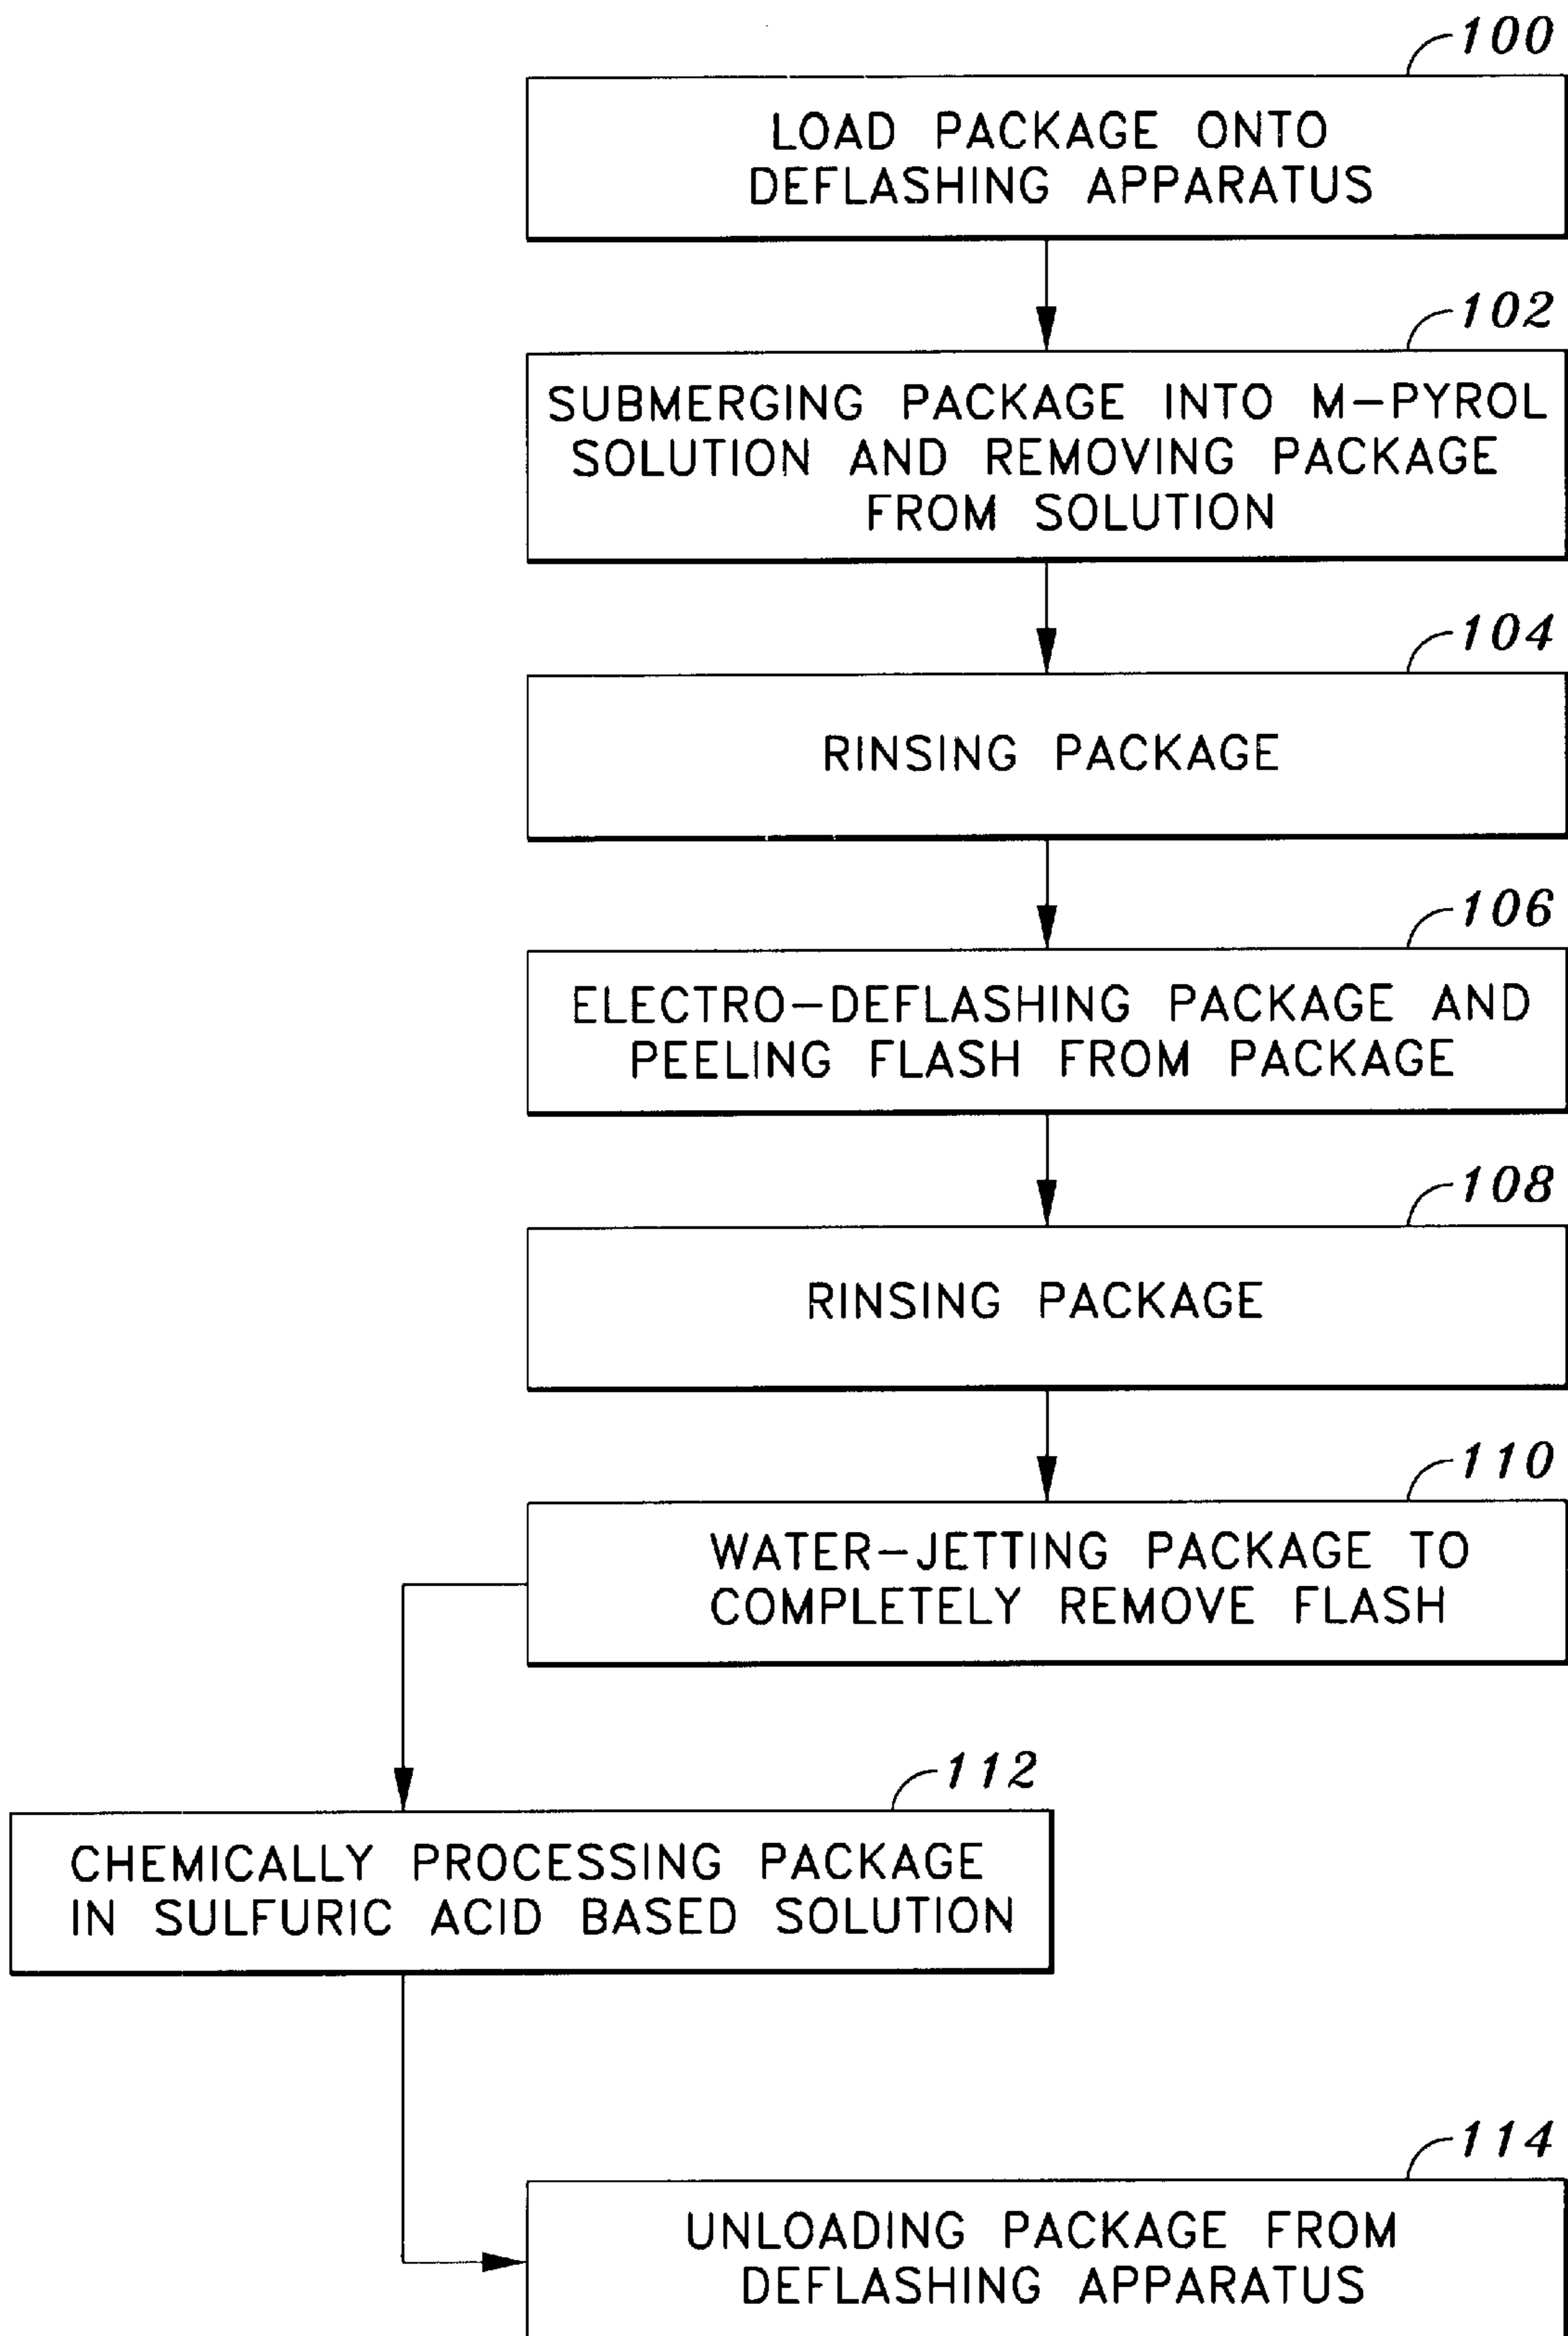 100
LOAD PACKAGE ONTO
DEFLASHING APPARATUS
102
SUBMERGING PACKAGE INTO M-PYROL
SOLUTION AND REMOVING PACKAGE
FROM SOLUTION
104
RINSING PACKAGE
106
ELECTRO-DEFLASHING PACKAGE AND
PEELING FLASH FROM PACKAGE
108
RINSING PACKAGE
110
WATER-JETTING PACKAGE TO
COMPLETELY REMOVE FLASH
112
CHEMICALLY PROCESSING PACKAGE
IN SULFURIC ACID BASED SOLUTION
114
UNLOADING PACKAGE FROM
DEFLASHING APPARATUS